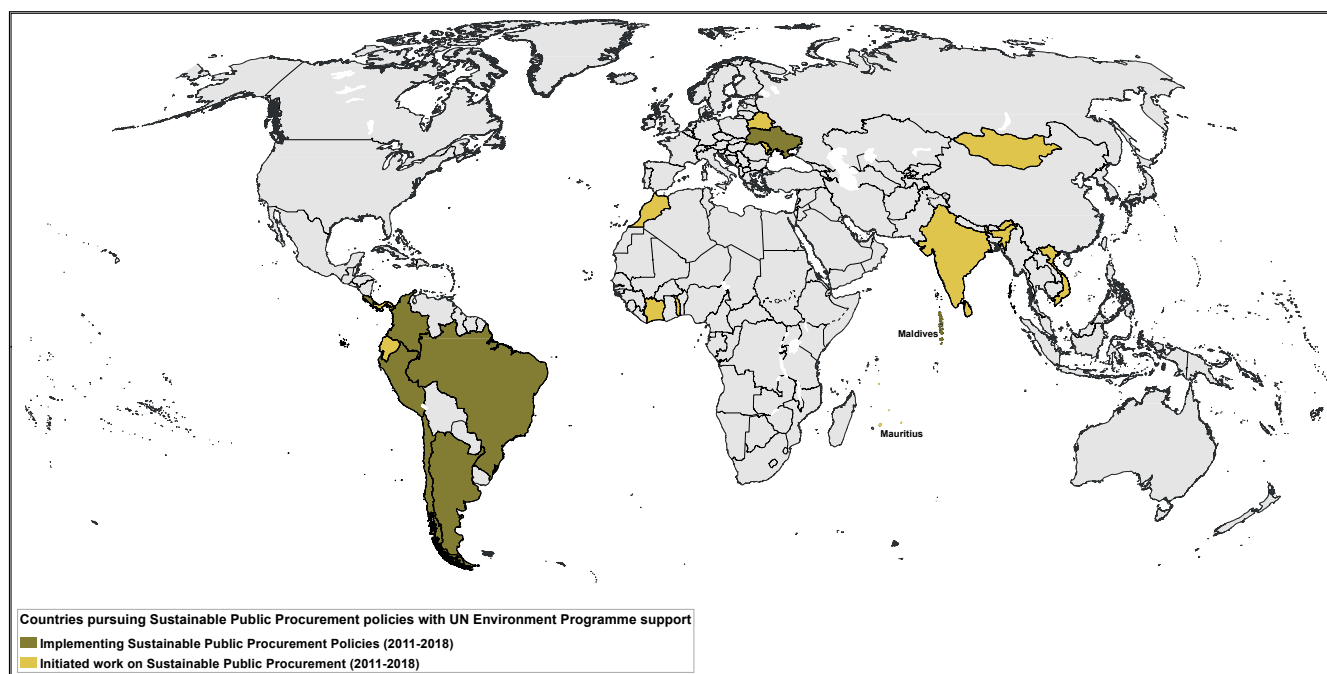 Maldives
Mauritius
Countries pursuing Sustainable Public Procurement policies with UN Environment Programme support
Implementing Sustainable Public Procurement Policies (2011-2018)
Initiated work on Sustainable Public Procurement (2011-2018)